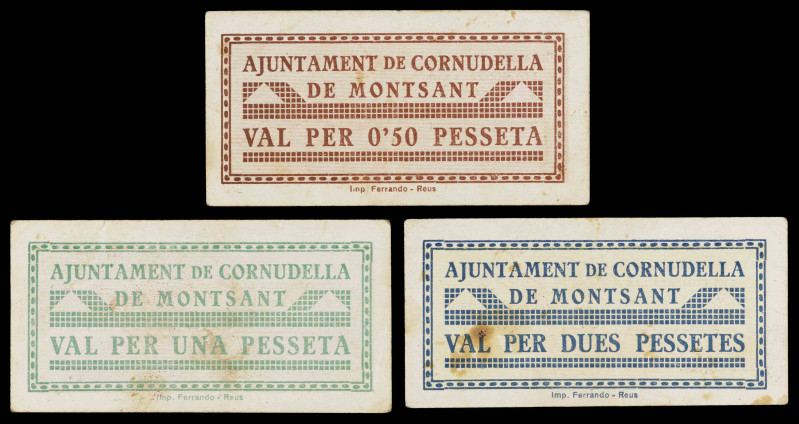 AJUNTAMENT DE CORNUDELLA
DE MONTSANT
VAL PER 0'50 PESSETA
Imp. Ferrando - Reus
AJUNTAMENT DE CORNUDELLA
DE MONTSANT
VAL PER UNA PESSETA
Imp. Ferrando - Reus
AJUNTAMENT DE CORNUDELLA
DE MONTSANT
VAL PER DUES PESSETES
Imp. Ferrando - Reus